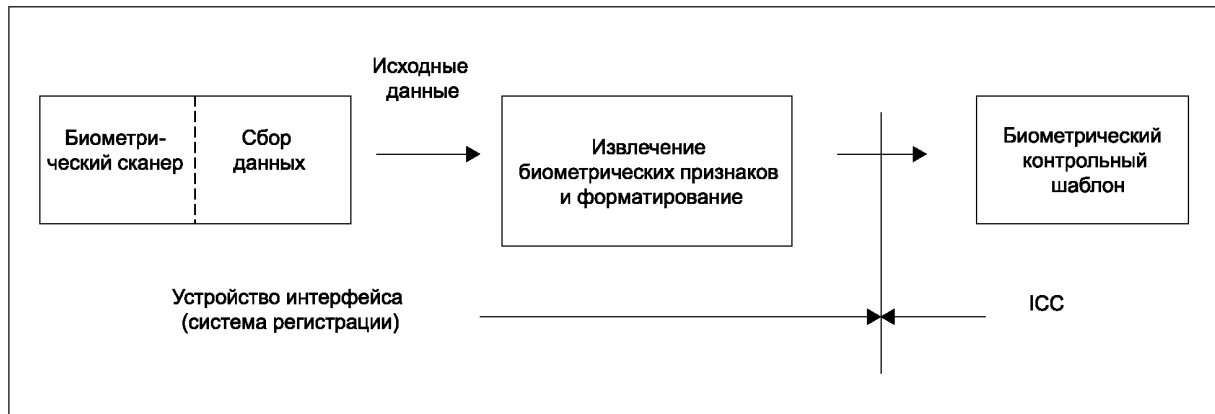 Исходные
данные
Биометри-
ческий сканер
Сбор
данных
Извлечение
биометрических признаков
и форматирование
Биометрический
контрольный
шаблон
Устройство интерфейса
(система регистрации)
ICC